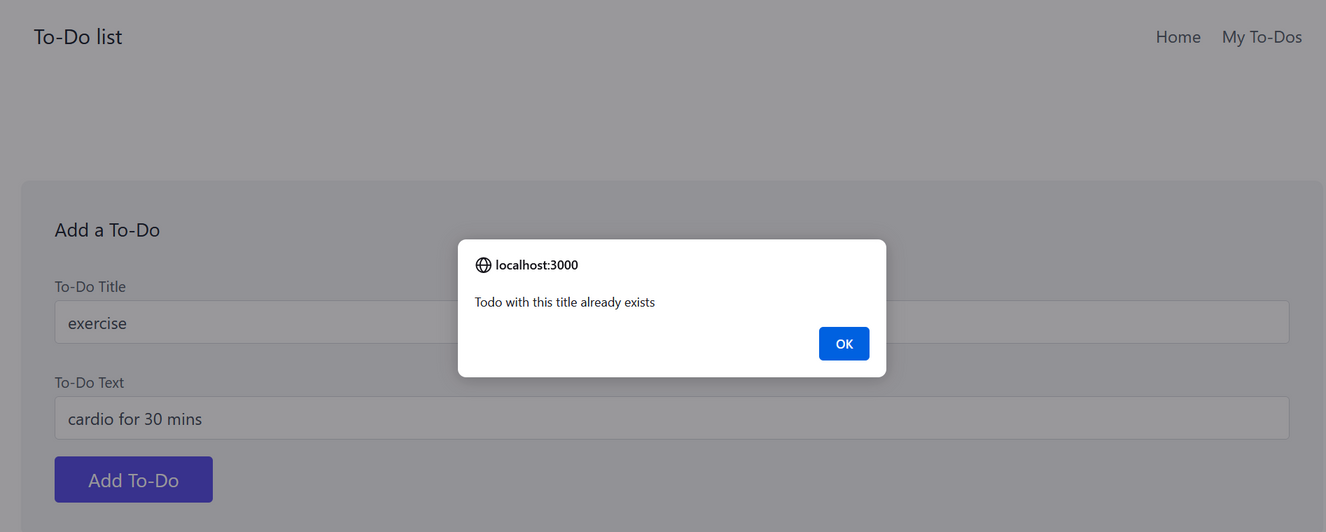 To-Do list
Home My To-Dos
Add a To-Do
To-Do Title
exercise
To-Do Text
cardio for 30 mins
Add To-Do
localhost:3000
Todo with this title already exists
OK